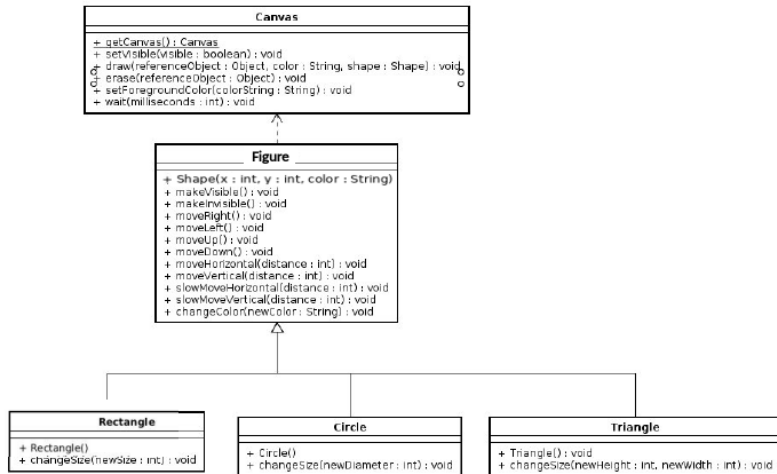 Canvas
+ getCanvas() : Canvas
+ setVisible(visible : boolean) : void
+ draw(referenceObject : Object, color : String, shape : Shape) : void
+ erase(referenceObject : Object) : void
+ setForegroundColor(colorString : String) : void
+ wait(milliseconds : int) : void
Figure
+ Shape(x : int, y : int, color : String)
+ makeVisible() : void
+ makeInvisible() : void
+ moveRight() : void
+ moveLeft() : void
+ moveUp() : void
+ moveDown() : void
+ moveHorizontal(distance : int) : void
+ moveVertical(distance : int) : void
+ slowMoveHorizontal(distance : int) : void
+ slowMoveVertical(distance : int) : void
+ changeColor(newColor : String) : void
Rectangle
+ Rectangle()
+ changeSize(newSize : int) : void
Circle
+ Circle()
+ changeSize(newDiameter : int) : void
Triangle
+ Triangle() : void
+ changeSize(newHeight : int, newWidth : int) : void